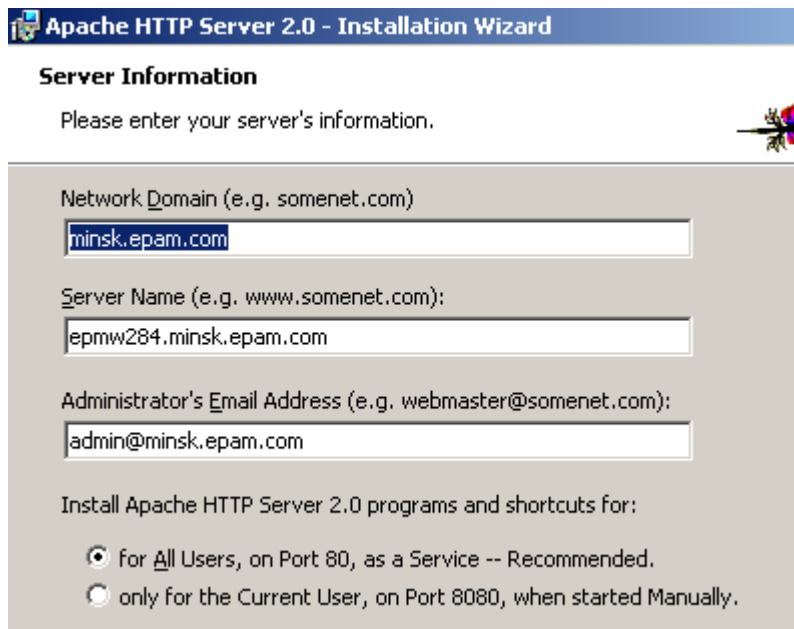 Apache HTTP Server 2.0 - Installation Wizard
Server Information
Please enter your server's information.
Network Domain (e.g. somenet.com)
minsk.epam.com
Server Name (e.g. www.somenet.com):
epmw284.minsk.epam.com
Administrator's Email Address (e.g. webmaster@somenet.com):
admin@minsk.epam.com
Install Apache HTTP Server 2.0 programs and shortcuts for:
for All Users, on Port 80, as a Service -- Recommended.
only for the Current User, on Port 8080, when started Manually.